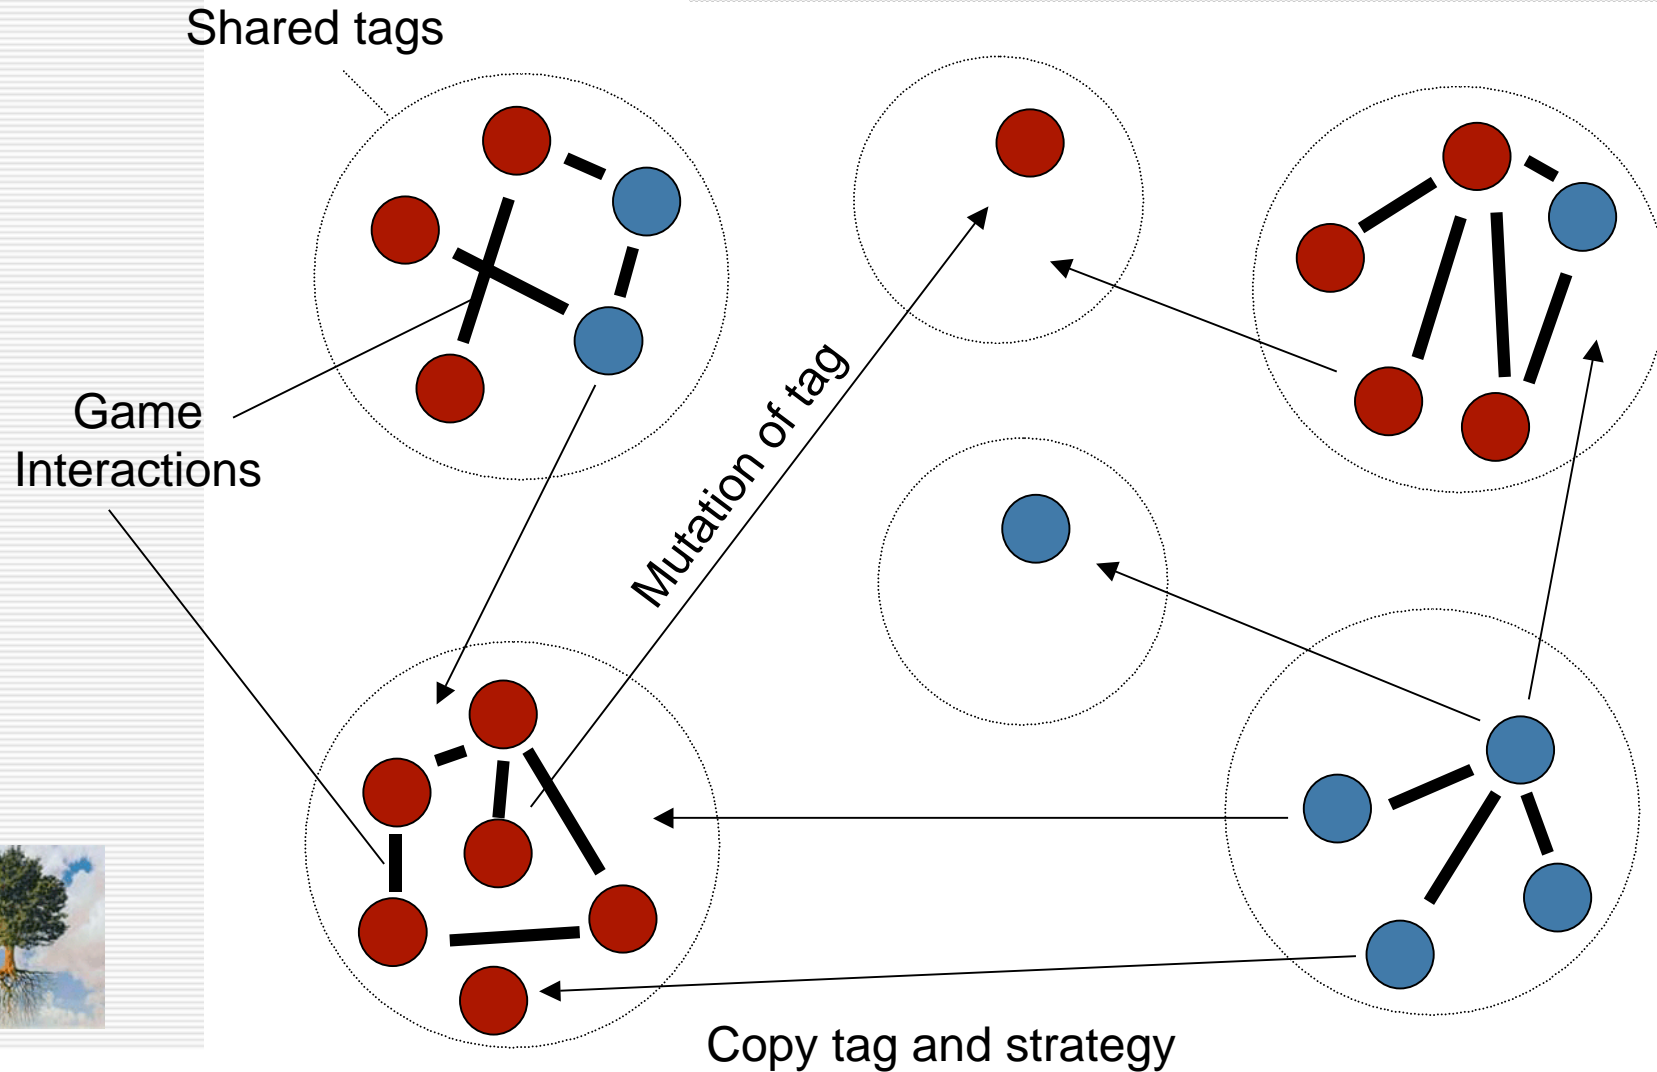 Shared tags
Game
Interactions
Mutation of tag
Copy tag and strategy